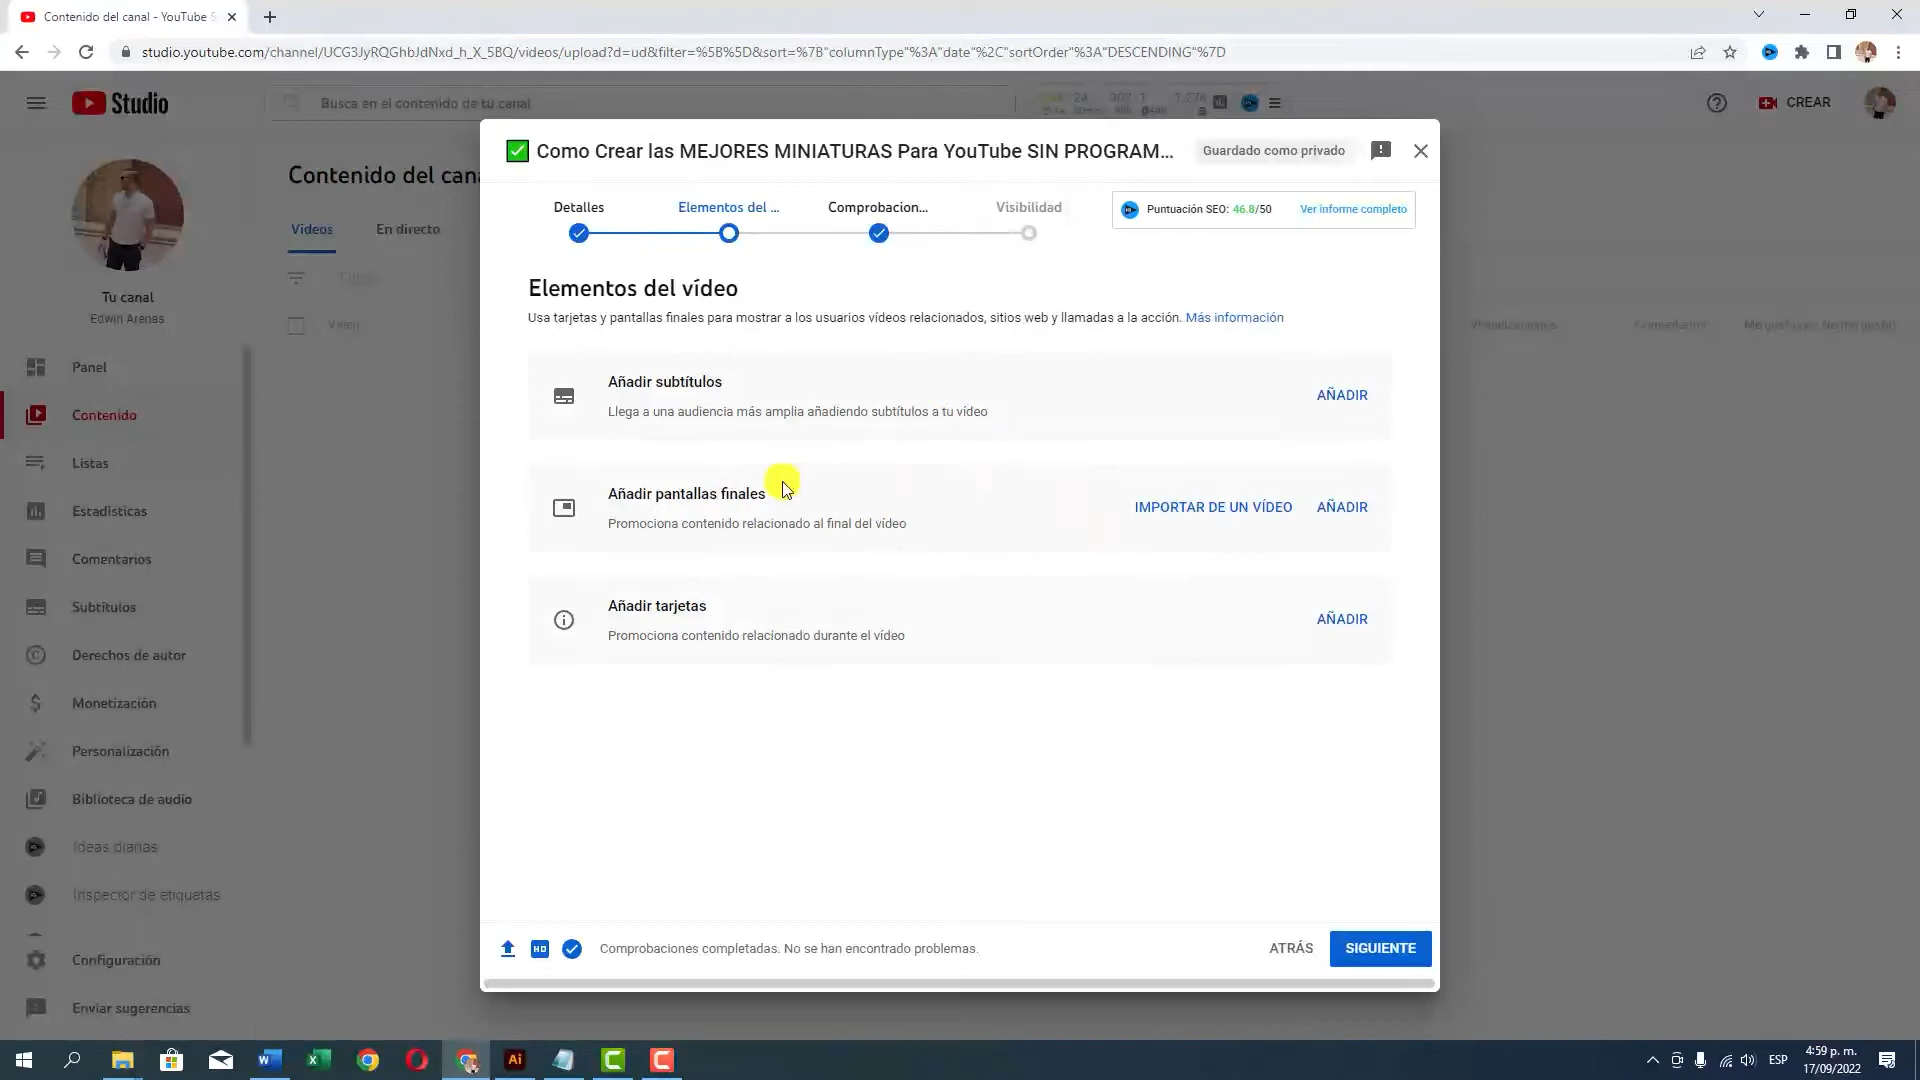 Contenido del canal - YouTube S
studio.youtube.com/channel/UCG3JyRQGhbJdNxd_h_X_5BQ/videos/upload?d=ud&filter=%5B%5D&sort=%7B"columnType"%3A"date"%2C"sortOrder"%3A"DESCENDING"%7D
Studio
Busca en el contenido de tu canal
CREAR
Contenido del cana
Como Crear las MEJORES MINIATURAS Para YouTube SIN PROGRAM...
Guardado como privado
Detalles
Elementos del ...
Comprobacion...
Visibilidad
Puntuación SEO: 46.8/50
Ver informe completo
Vídeos
En directo
Tu canal
Edwin Arenas
Elementos del vídeo
Usa tarjetas y pantallas finales para mostrar a los usuarios vídeos relacionados, sitios web y llamadas a la acción. Más información
Añadir subtítulos
Llega a una audiencia más amplia añadiendo subtítulos a tu vídeo
AÑADIR
Añadir pantallas finales
Promociona contenido relacionado al final del vídeo
IMPORTAR DE UN VÍDEO
AÑADIR
Añadir tarjetas
Promociona contenido relacionado durante el vídeo
AÑADIR
Panel
Contenido
Listas
Estadísticas
Comentarios
Subtítulos
Derechos de autor
Monetización
Personalización
Biblioteca de audio
Ideas diarias
Inspector de etiquetas
Configuración
Enviar sugerencias
HD
Comprobaciones completadas. No se han encontrado problemas.
ATRÁS
SIGUIENTE
ESP
4:59 p. m.
17/09/2022